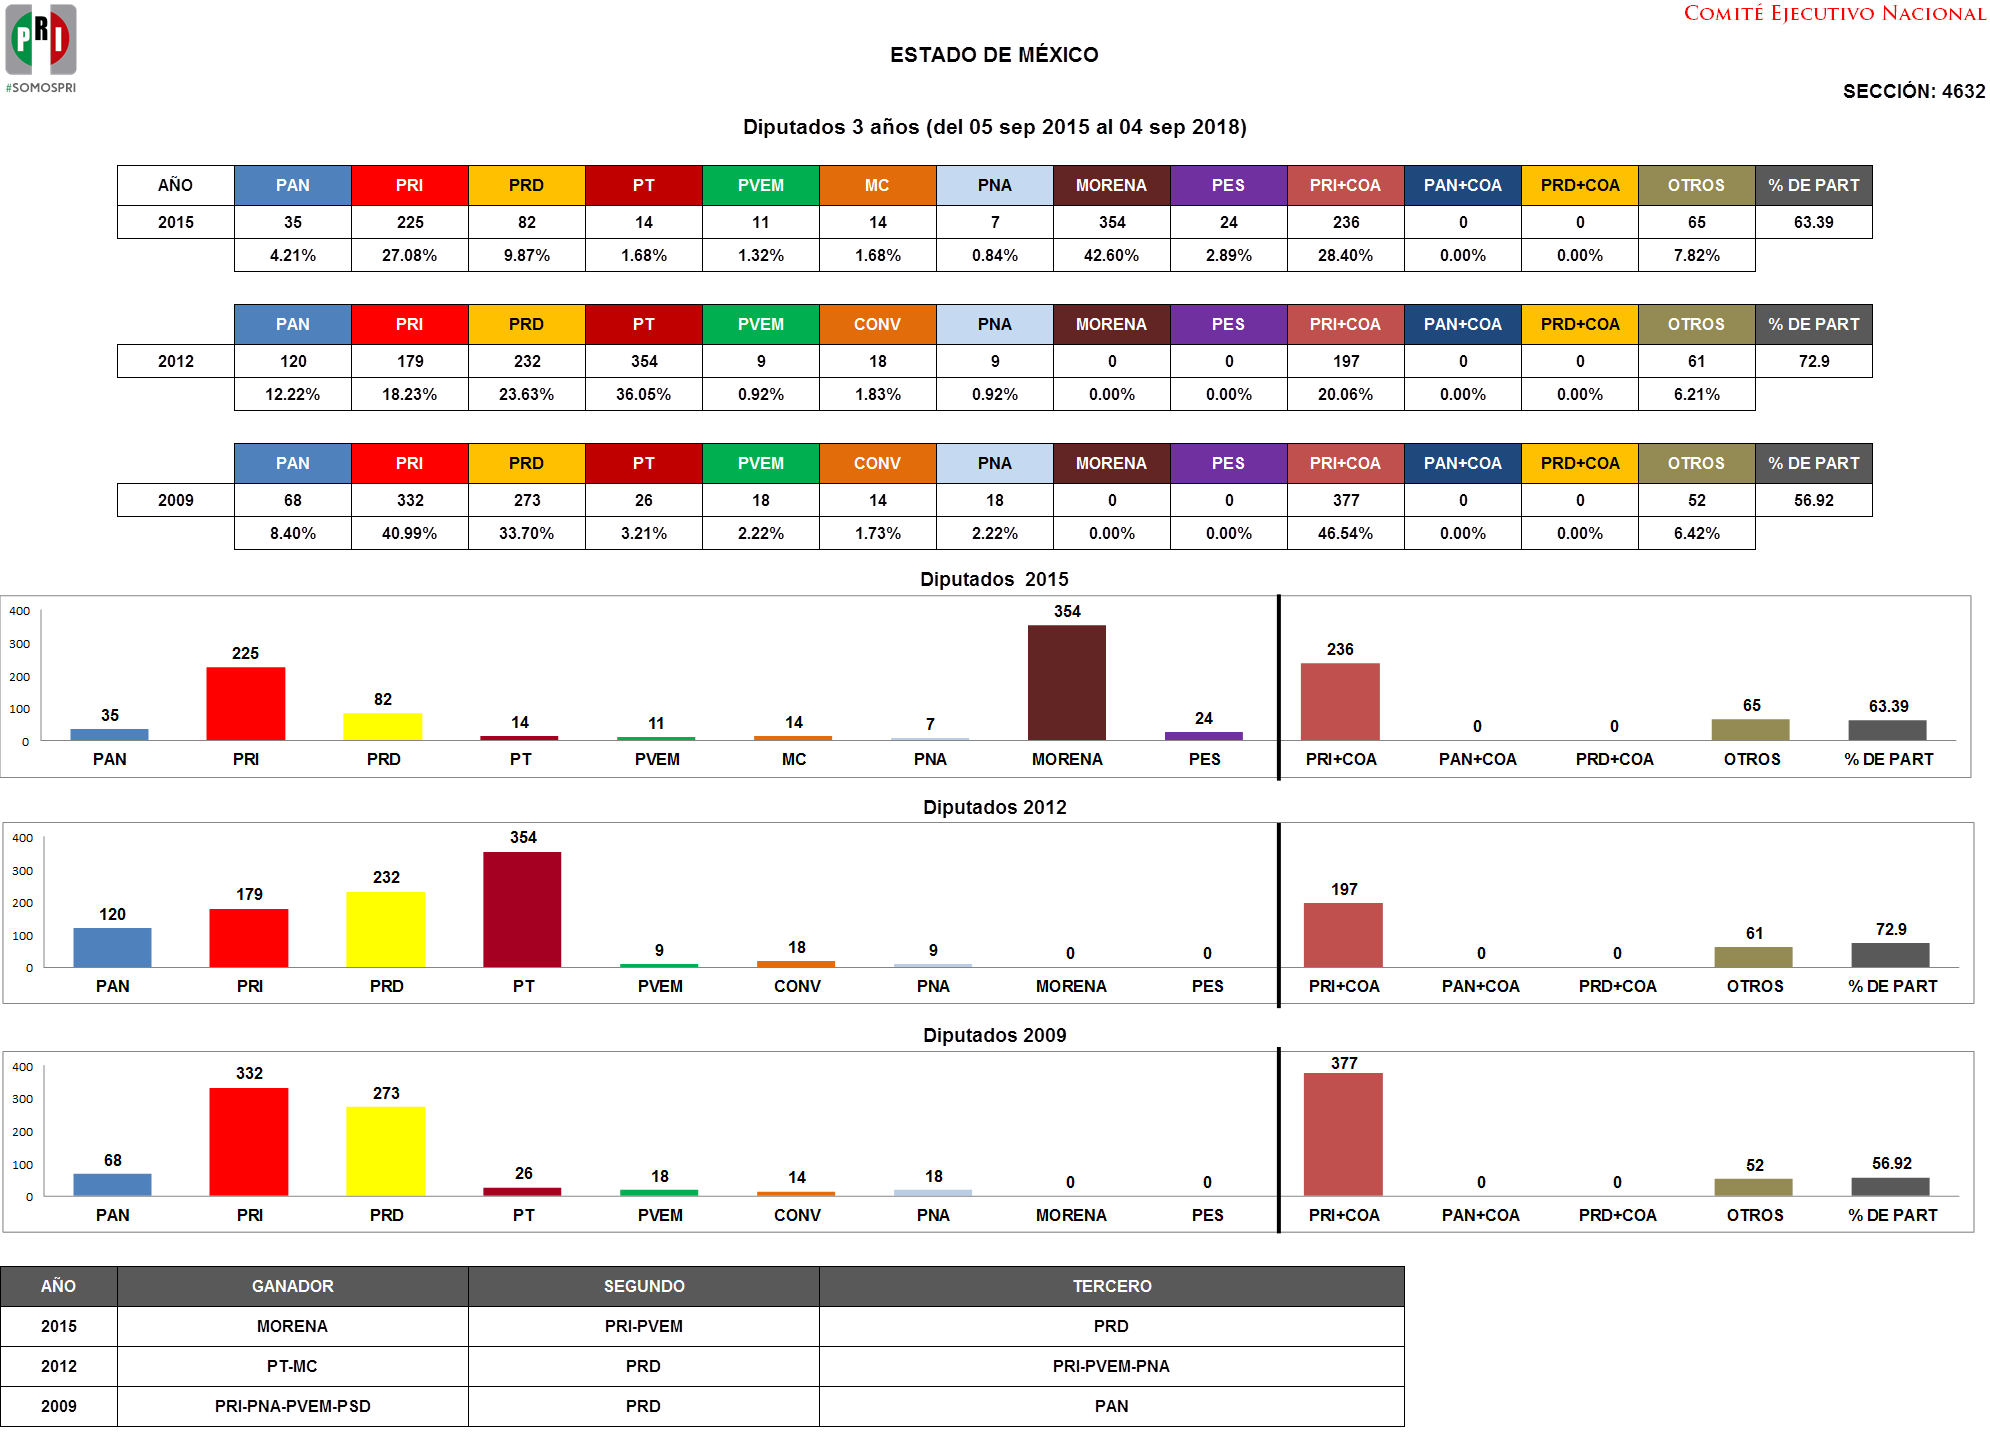 COMITÉ EJECUTIVO NACIONAL
PRI
#SOMOSPRI
ESTADO DE MÉXICO
SECCIÓN: 4632
Diputados 3 años (del 05 sep 2015 al 04 sep 2018)
AÑO PAN PRI PRD PT PVEM MC PNA MORENA PES PRI+COA PAN+COA PRD+COA OTROS % DE PART
2015 35 225 82 14 11 14 7 354 24 236 0 0 65 63.39
4.21% 27.08% 9.87% 1.68% 1.32% 1.68% 0.84% 42.60% 2.89% 28.40% 0.00% 0.00% 7.82%
PAN PRI PRD PT PVEM CONV PNA MORENA PES PRI+COA PAN+COA PRD+COA OTROS % DE PART
2012 120 179 232 354 9 18 9 0 0 197 0 0 61 72.9
12.22% 18.23% 23.63% 36.05% 0.92% 1.83% 0.92% 0.00% 0.00% 20.06% 0.00% 0.00% 6.21%
PAN PRI PRD PT PVEM CONV PNA MORENA PES PRI+COA PAN+COA PRD+COA OTROS % DE PART
2009 68 332 273 26 18 14 18 0 0 377 0 0 52 56.92
8.40% 40.99% 33.70% 3.21% 2.22% 1.73% 2.22% 0.00% 0.00% 46.54% 0.00% 0.00% 6.42%
Diputados 2015
400
300
200
100
0
35 225 82 14 11 14 7 354 24 236 0 0 65 63.39
PAN PRI PRD PT PVEM MC PNA MORENA PES PRI+COA PAN+COA PRD+COA OTROS % DE PART
Diputados 2012
400
300
200
100
0
120 179 232 354 9 18 9 0 0 197 0 0 61 72.9
PAN PRI PRD PT PVEM CONV PNA MORENA PES PRI+COA PAN+COA PRD+COA OTROS % DE PART
Diputados 2009
400
300
200
100
0
68 332 273 26 18 14 18 0 0 377 0 0 52 56.92
PAN PRI PRD PT PVEM CONV PNA MORENA PES PRI+COA PAN+COA PRD+COA OTROS % DE PART
AÑO GANADOR SEGUNDO TERCERO
2015 MORENA PRI-PVEM PRD
2012 PT-MC PRD PRI-PVEM-PNA
2009 PRI-PNA-PVEM-PSD PRD PAN